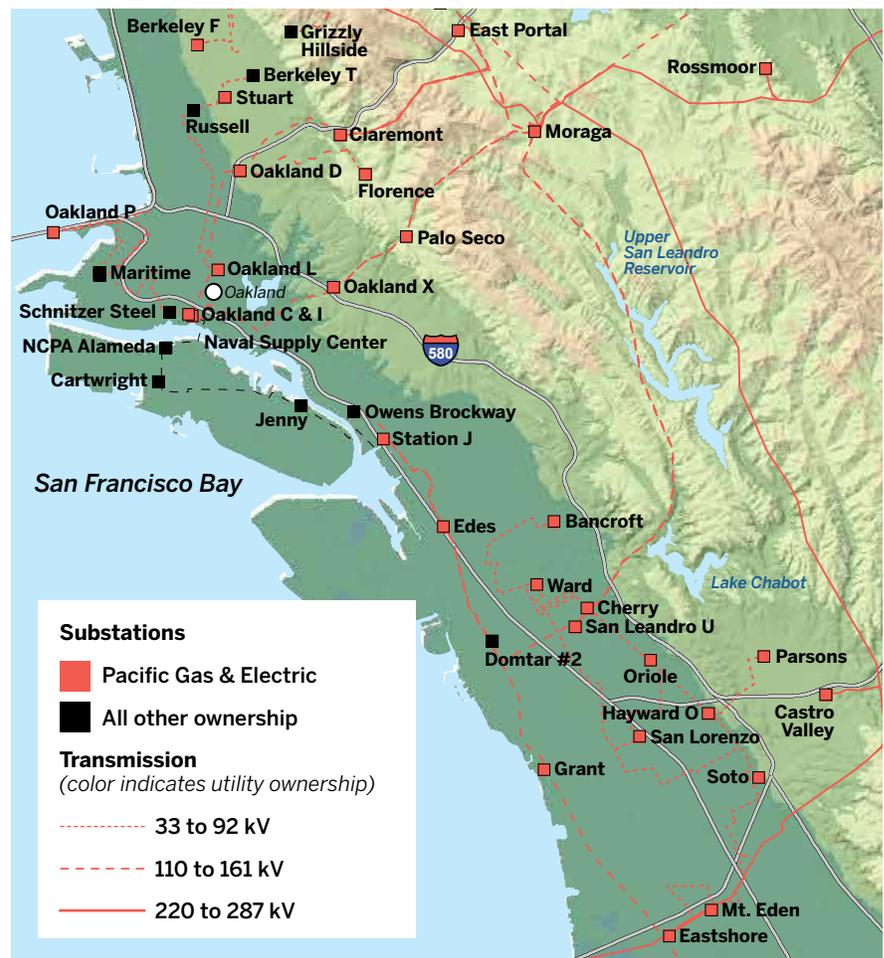 Berkeley F
Grizzly
Hillside
East Portal
Berkeley T
Rossmoor
Stuart
Russell
Claremont
Moraga
Oakland D
Florence
Oakland P
Palo Seco
Upper
San Leandro
Reservoir
Maritime
Oakland L
Oakland
Oakland X
Schnitzer Steel
Oakland C & I
NCPA Alameda
Naval Supply Center
580
Cartwright
Jenny
Owens Brockway
Station J
San Francisco Bay
Edes
Bancroft
Ward
Lake Chabot
Cherry
San Leandro U
Domtar #2
Oriole
Parsons
Hayward O
Castro
Valley
San Lorenzo
Grant
Soto
Mt. Eden
Eastshore
Substations
Pacific Gas & Electric
All other ownership
Transmission
(color indicates utility ownership)
33 to 92 kV
110 to 161 kV
220 to 287 kV